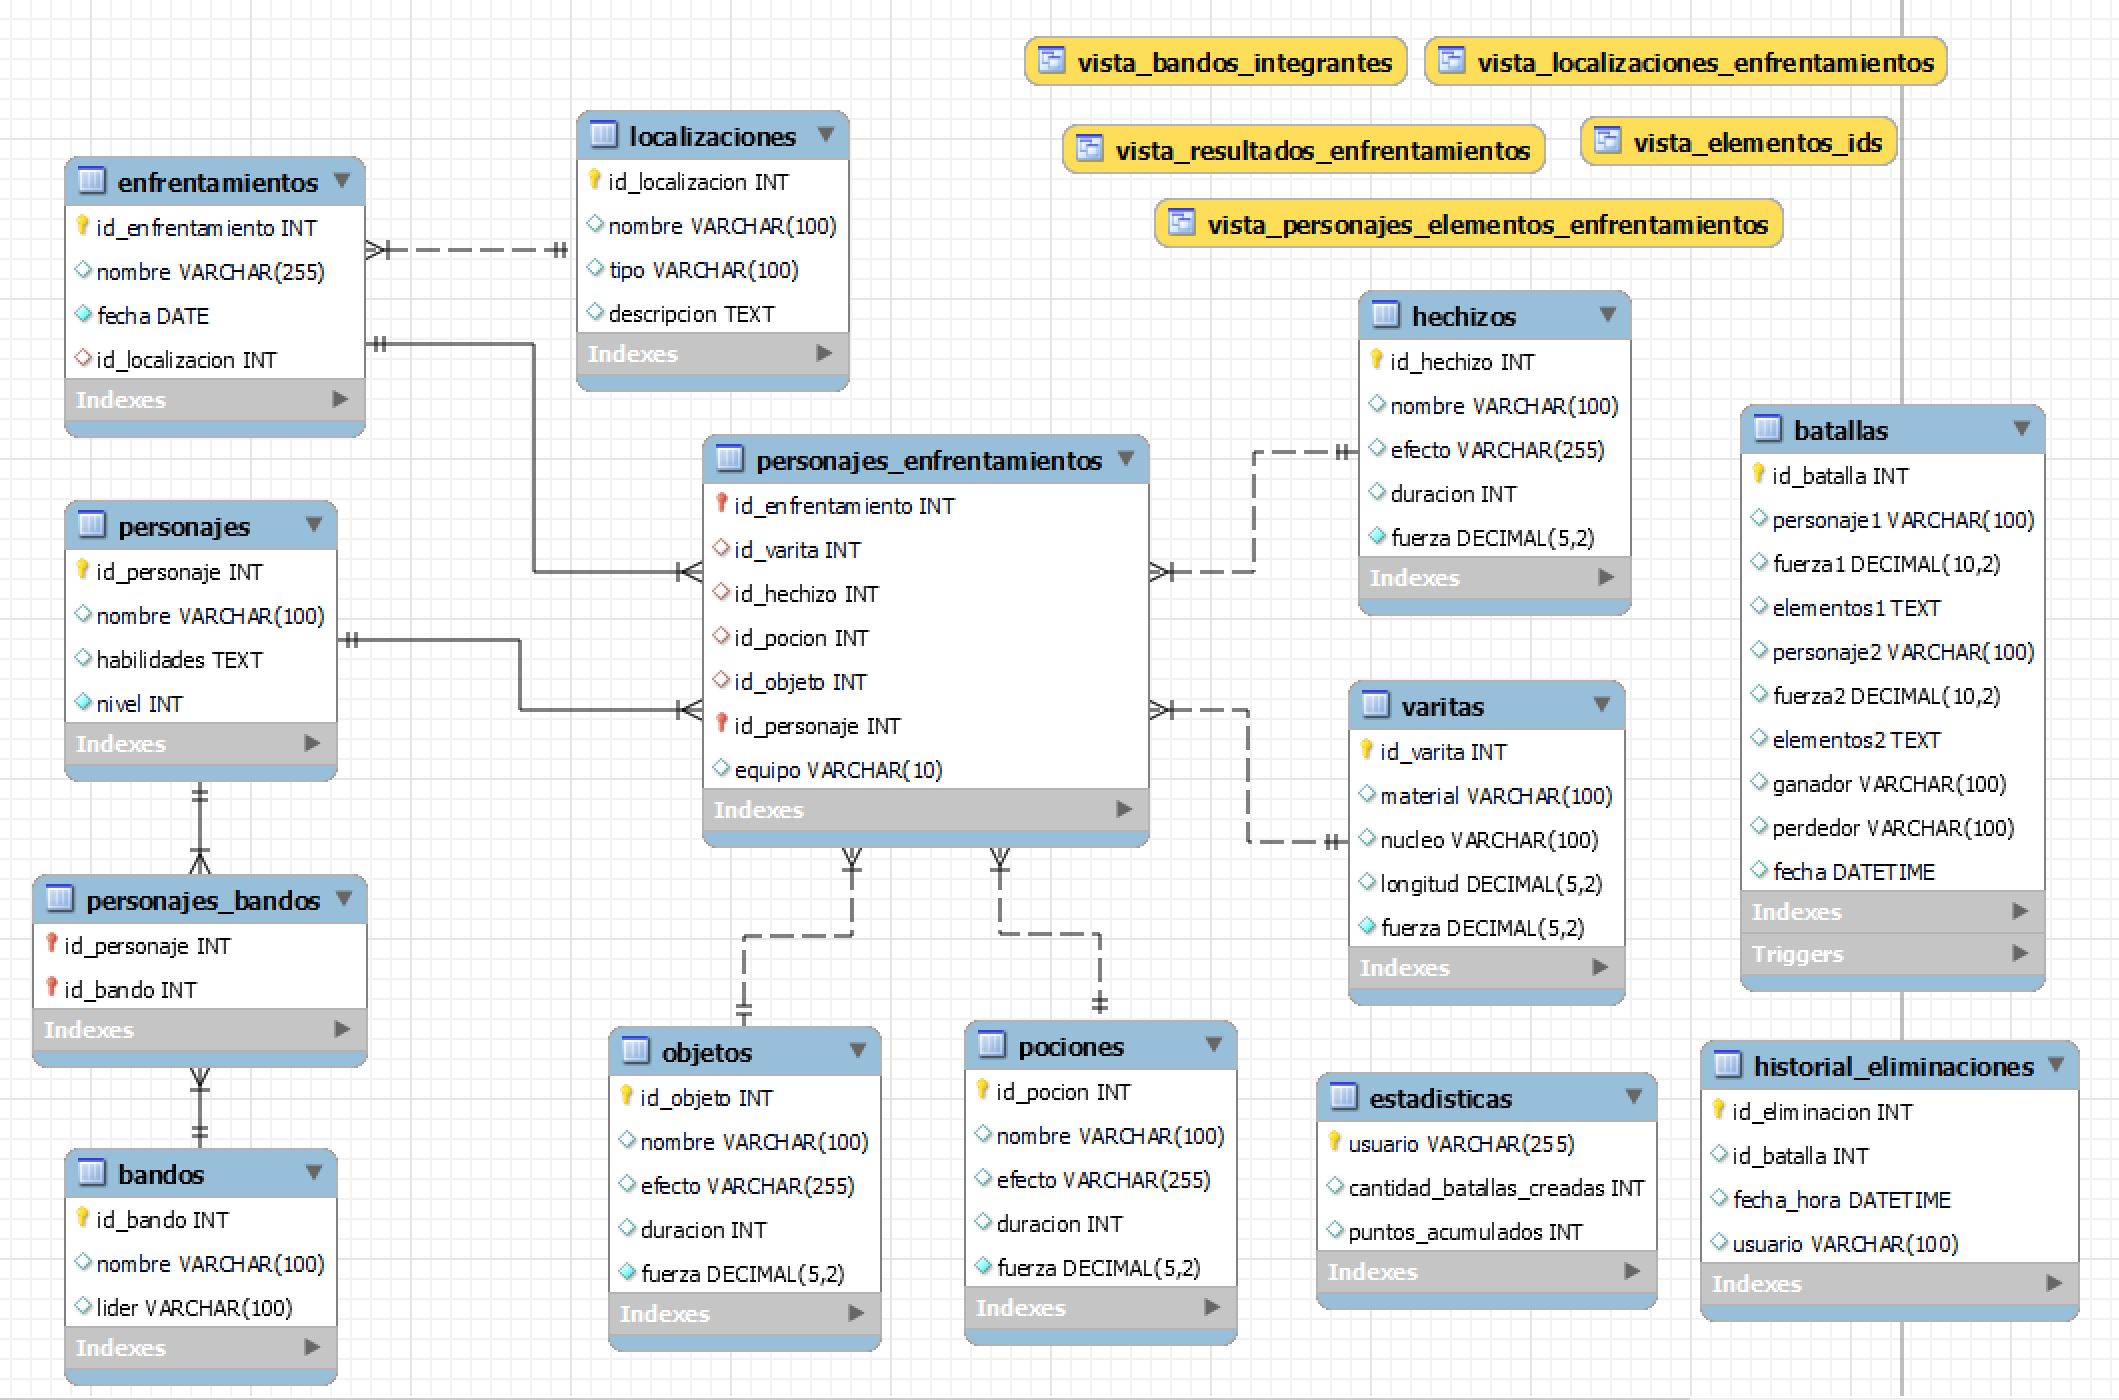 vista_bandos_integrantes
vista_localizaciones_enfrentamientos
vista_resultados_enfrentamientos
vista_elementos_ids
vista_personajes_elementos_enfrentamientos
enfrentamientos
id_enfrentamiento INT
nombre VARCHAR(255)
fecha DATE
id_localizacion INT
Indexes
localizaciones
id_localizacion INT
nombre VARCHAR(100)
tipo VARCHAR(100)
descripcion TEXT
Indexes
personajes
id_personaje INT
nombre VARCHAR(100)
habilidades TEXT
nivel INT
Indexes
personajes_enfrentamientos
id_enfrentamiento INT
id_varita INT
id_hechizo INT
id_pocion INT
id_objeto INT
id_personaje INT
equipo VARCHAR(10)
Indexes
hechizos
id_hechizo INT
nombre VARCHAR(100)
efecto VARCHAR(255)
duracion INT
fuerza DECIMAL(5,2)
Indexes
batallas
id_batalla INT
personaje1 VARCHAR(100)
fuerza1 DECIMAL(10,2)
elementos1 TEXT
personaje2 VARCHAR(100)
fuerza2 DECIMAL(10,2)
elementos2 TEXT
ganador VARCHAR(100)
perdedor VARCHAR(100)
fecha DATETIME
Indexes
Triggers
varitas
id_varita INT
material VARCHAR(100)
nucleo VARCHAR(100)
longitud DECIMAL(5,2)
fuerza DECIMAL(5,2)
Indexes
personajes_bandos
id_personaje INT
id_bando INT
Indexes
bandos
id_bando INT
nombre VARCHAR(100)
lider VARCHAR(100)
Indexes
objetos
id_objeto INT
nombre VARCHAR(100)
efecto VARCHAR(255)
duracion INT
fuerza DECIMAL(5,2)
Indexes
pociones
id_pocion INT
nombre VARCHAR(100)
efecto VARCHAR(255)
duracion INT
fuerza DECIMAL(5,2)
Indexes
estadisticas
usuario VARCHAR(255)
cantidad_batallas_creadas INT
puntos_acumulados INT
Indexes
historial_eliminaciones
id_eliminacion INT
id_batalla INT
fecha_hora DATETIME
usuario VARCHAR(100)
Indexes